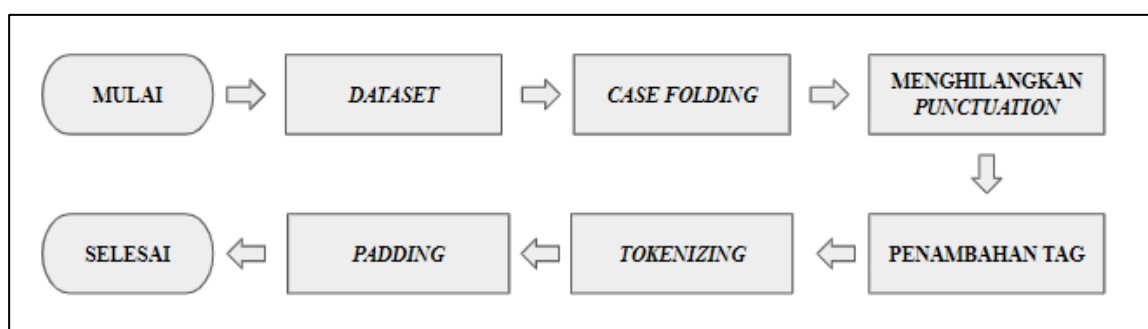 MULAI
DATASET
CASE FOLDING
MENGHILANGKAN
PUNCTUATION
PENAMBAHAN TAG
TOKENIZING
PADDING
SELESAI